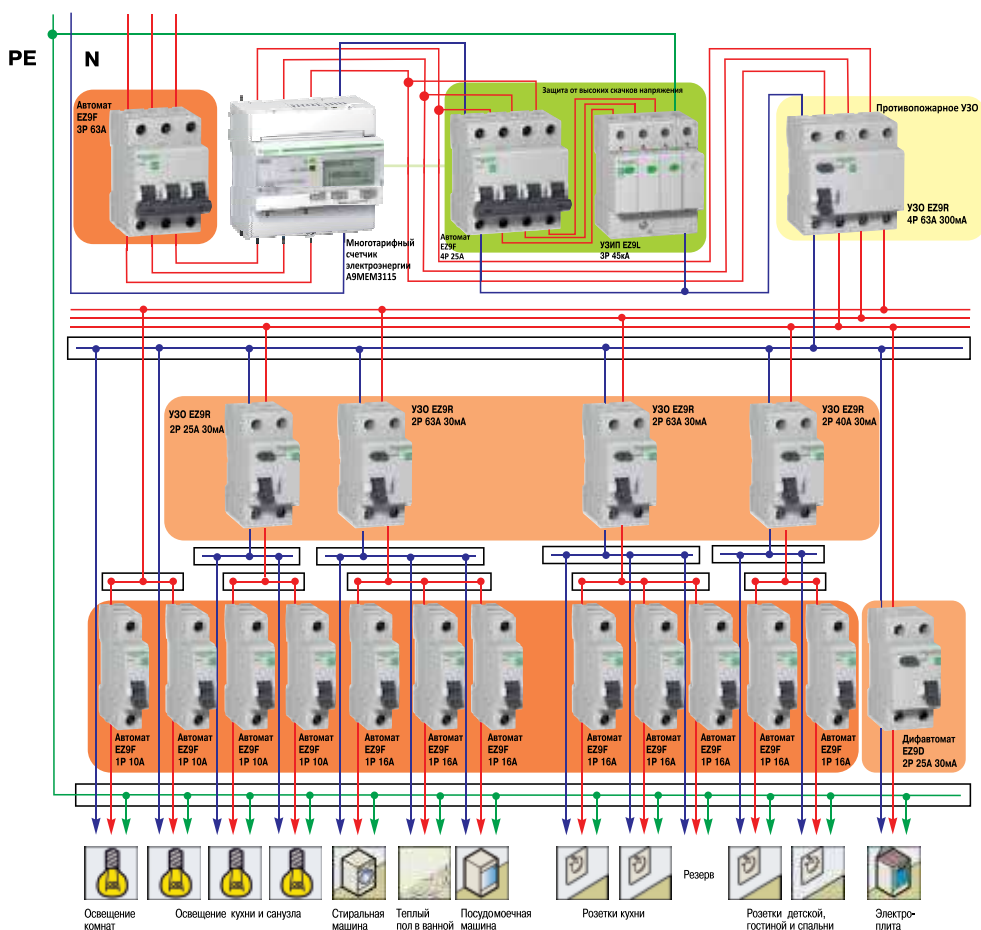 PE
N
Автомат
EZ9F
3P 63A
Многотарифный
счетчик
электроэнергии
A9MEM3115
Защита от высоких скачков напряжения
Автомат
EZ9F
4P 25A
УЗИП EZ9L
3P 45кА
Противопожарное УЗО
УЗО EZ9R
4P 63A 300мА
УЗО EZ9R
2P 25A 30мА
УЗО EZ9R
2P 63A 30мА
УЗО EZ9R
2P 63A 30мА
УЗО EZ9R
2P 40A 30мА
Автомат
EZ9F
1P 10A
Автомат
EZ9F
1P 10A
Автомат
EZ9F
1P 10A
Автомат
EZ9F
1P 10A
Автомат
EZ9F
1P 16A
Автомат
EZ9F
1P 16A
Автомат
EZ9F
1P 16A
Автомат
EZ9F
1P 16A
Автомат
EZ9F
1P 16A
Автомат
EZ9F
1P 16A
Автомат
EZ9F
1P 16A
Автомат
EZ9F
1P 16A
Дифавтомат
EZ9D
2P 25A 30мА
Освещение
комнат
Освещение кухни и санузла
Стиральная
машина
Теплый
пол в ванной
Посудомоечная
машина
Розетки кухни
Резерв
Розетки детской,
гостиной и спальни
Электро-
плита